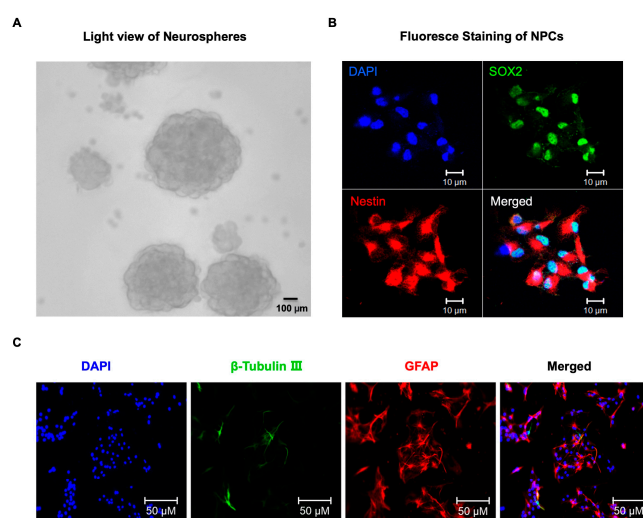 A
Light view of Neurospheres
100 μm
B
Fluoresce Staining of NPCs
DAPI
SOX2
10 μm
10 μm
Nestin
Merged
10 μm
10 μm
C
DAPI
β-Tubulin Ⅲ
GFAP
Merged
50 μM
50 μM
50 μM
50 μM